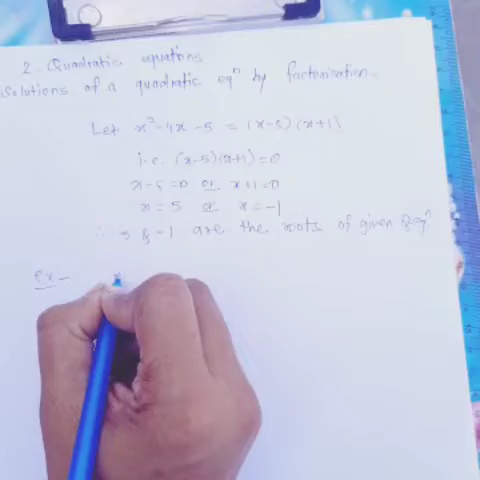 2. Quadratic equations
Solutions of a quadratic eqⁿ by factorisation-
Let x²-4x-5 = (x-5)(x+1)
i.e. (x-5)(x+1)=0
x-5=0 or x+1=0
x=5 or x=-1
∴ 5 & -1 are the roots of given Q.eqⁿ
Ex-